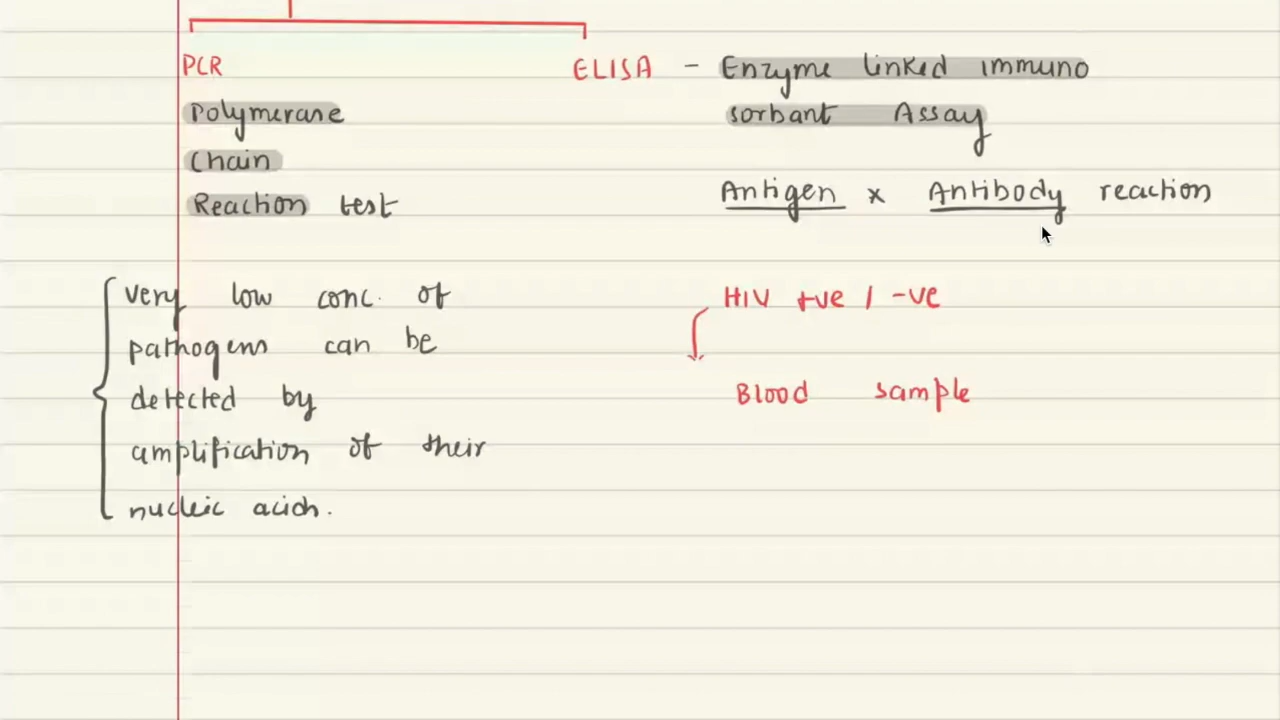 PCR
Polymerase
Chain
Reaction test
very low conc. of
pathogens can be
detected by
amplification of their
nucleic acid.
ELISA - Enzyme linked immuno
sorbant Assay
Antigen x Antibody reaction
HIV +ve / -ve
Blood sample